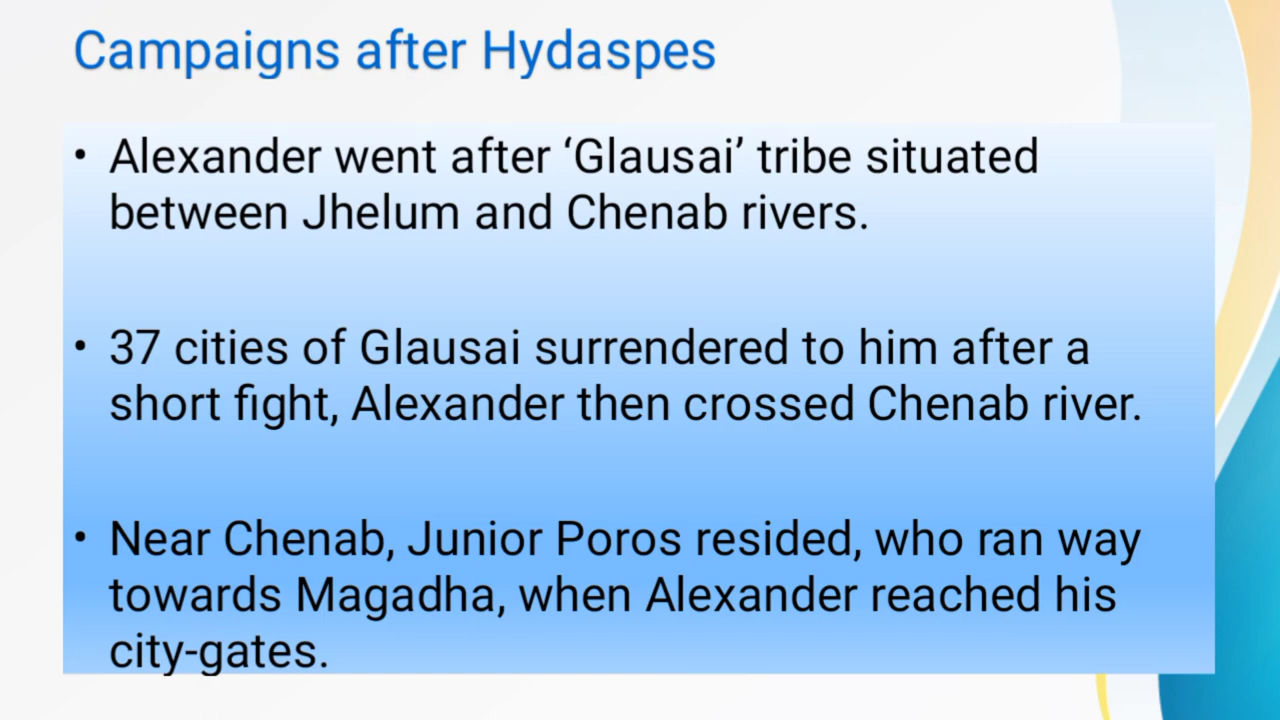 Campaigns after Hydaspes
• Alexander went after ‘Glausai’ tribe situated
between Jhelum and Chenab rivers.
• 37 cities of Glausai surrendered to him after a
short fight, Alexander then crossed Chenab river.
• Near Chenab, Junior Poros resided, who ran way
towards Magadha, when Alexander reached his
city-gates.